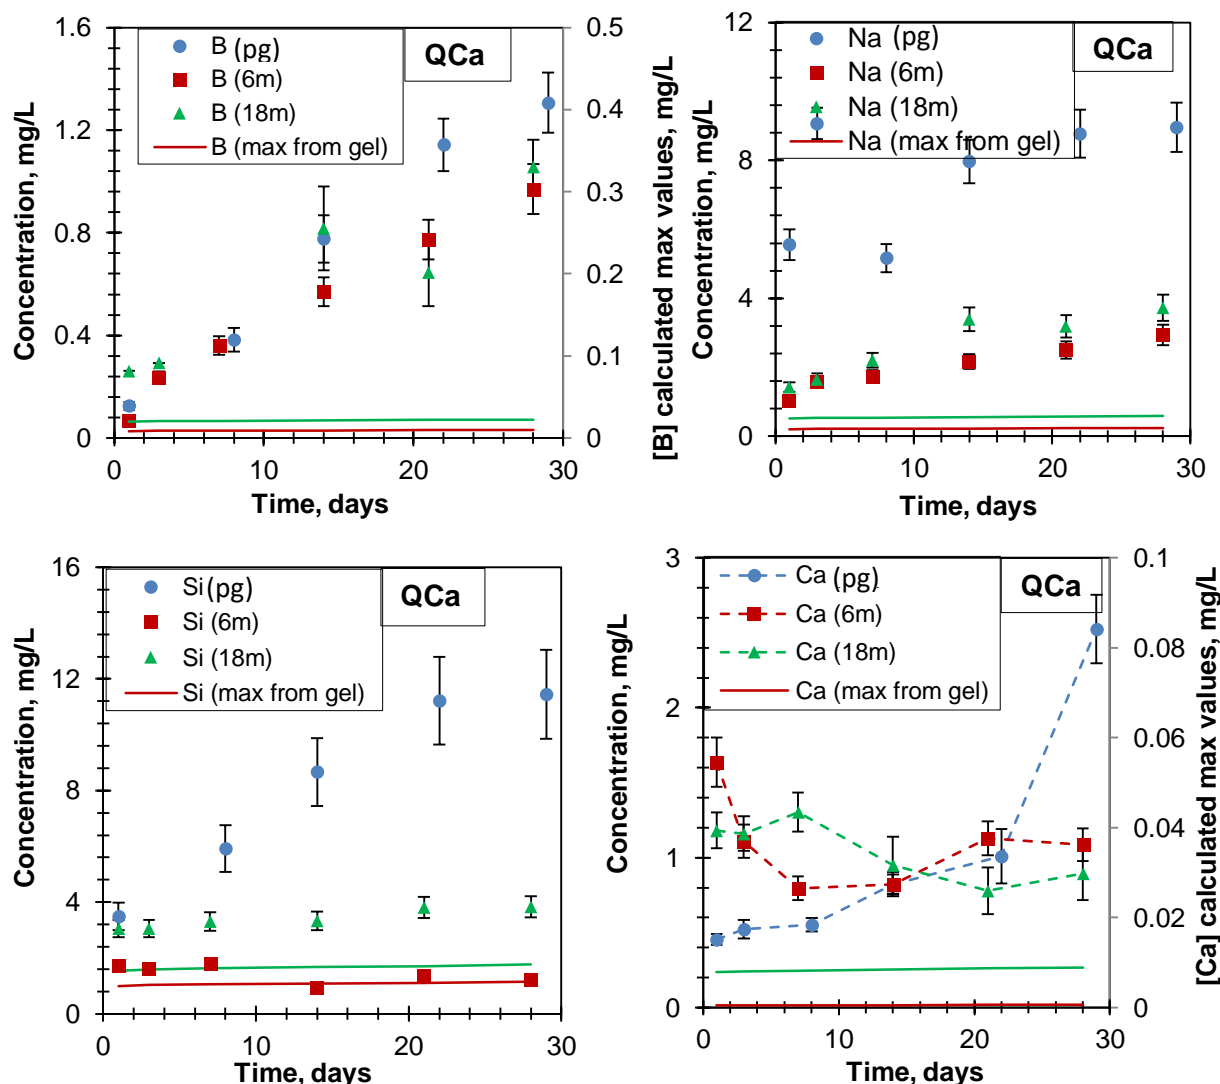 1.6
1.2
0.8
0.4
0
0.5
0.4
0.3
0.2
0.1
0
0
10
20
30
B (pg)
B (6m)
B (18m)
B (max from gel)
QCa
Concentration, mg/L
[B] calculated max values, mg/L
Time, days
12
8
4
0
0
10
20
30
Na (pg)
Na (6m)
Na (18m)
Na (max from gel)
QCa
Concentration, mg/L
Time, days
16
12
8
4
0
0
10
20
30
Si (pg)
Si (6m)
Si (18m)
Si (max from gel)
QCa
Concentration, mg/L
Time, days
3
2
1
0
0.1
0.08
0.06
0.04
0.02
0
0
10
20
30
Ca (pg)
Ca (6m)
Ca (18m)
Ca (max from gel)
QCa
Concentration, mg/L
[Ca] calculated max values, mg/L
Time, days